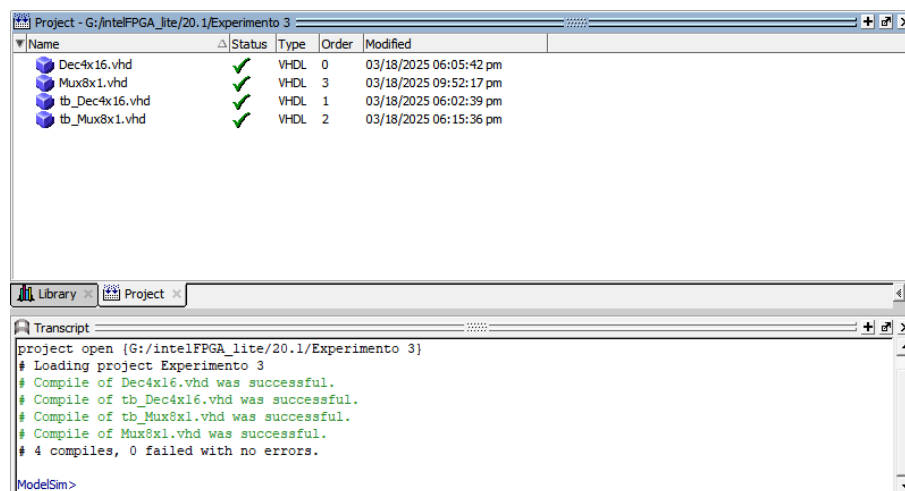 Project - G:/intelFPGA_lite/20.1/Experimento 3
Name Status Type Order Modified
Dec4x16.vhd VHDL 0 03/18/2025 06:05:42 pm
Mux8x1.vhd VHDL 3 03/18/2025 09:52:17 pm
tb_Dec4x16.vhd VHDL 1 03/18/2025 06:02:39 pm
tb_Mux8x1.vhd VHDL 2 03/18/2025 06:15:36 pm
Library Project
Transcript
project open {G:/intelFPGA_lite/20.1/Experimento 3}
# Loading project Experimento 3
# Compile of Dec4x16.vhd was successful.
# Compile of tb_Dec4x16.vhd was successful.
# Compile of tb_Mux8x1.vhd was successful.
# Compile of Mux8x1.vhd was successful.
# 4 compiles, 0 failed with no errors.
ModelSim>